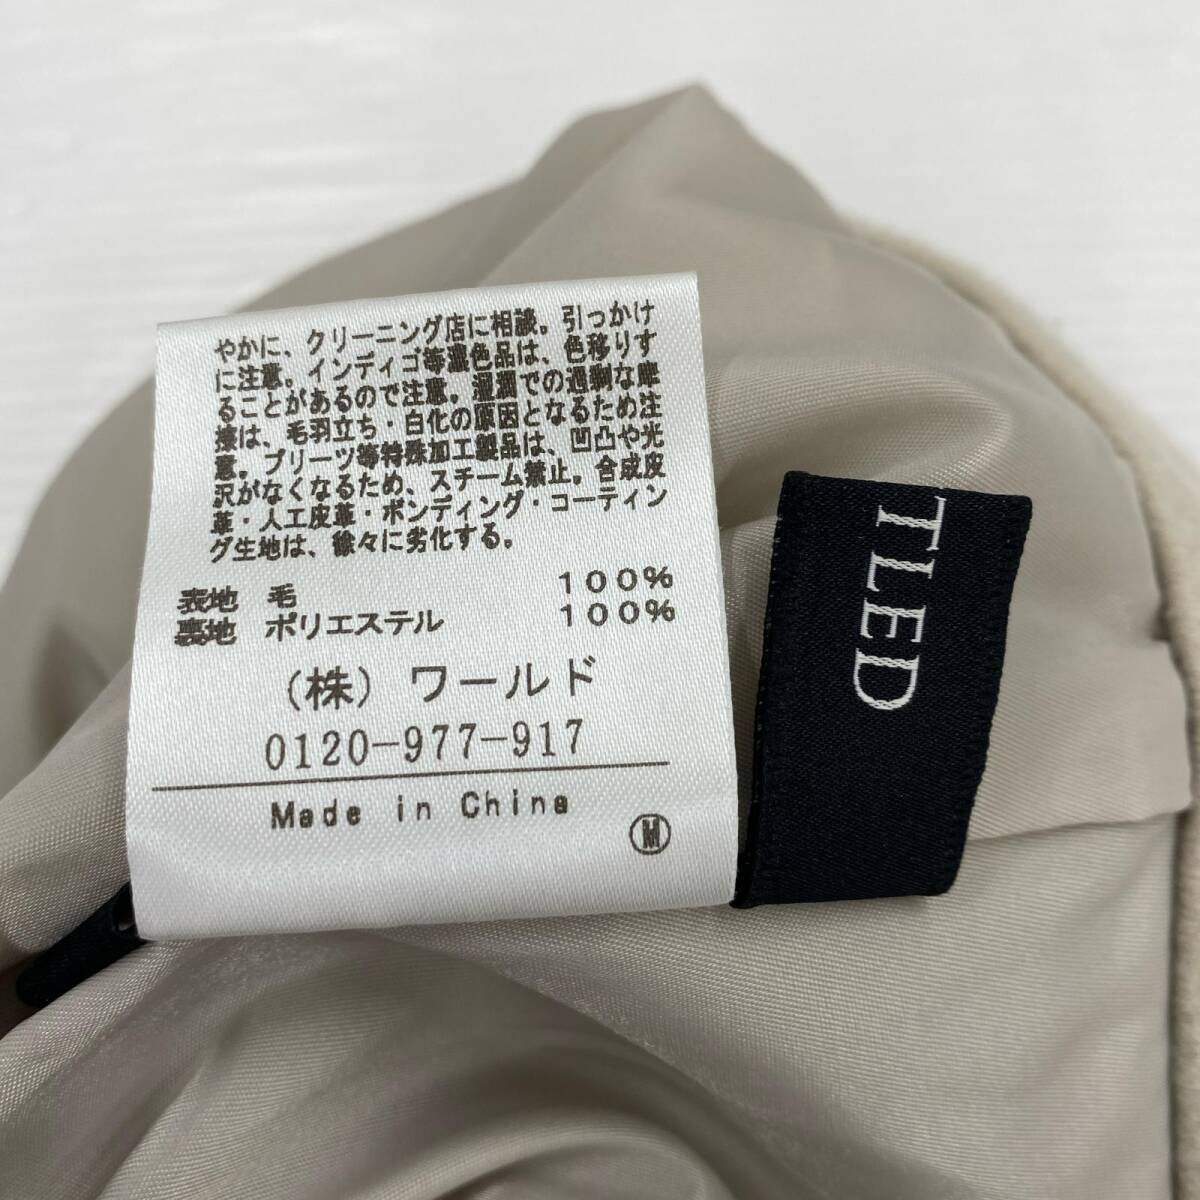 やかに、クリーニング店に相談。引っかけ
に注意。インディゴ等濃色品は、色移りす
ることがあるので注意。湿潤での過剰な摩
擦は、毛羽立ち・白化の原因となるため注
意。プリーツ等特殊加工製品は、凹凸や光
沢がなくなるため、スチーム禁止。合成皮
革・人工皮革・ボンディング・コーティン
グ生地は、徐々に劣化する。
表地 毛 100%
裏地 ポリエステル 100%
(株) ワールド
0120-977-917
Made in China
M
TLED